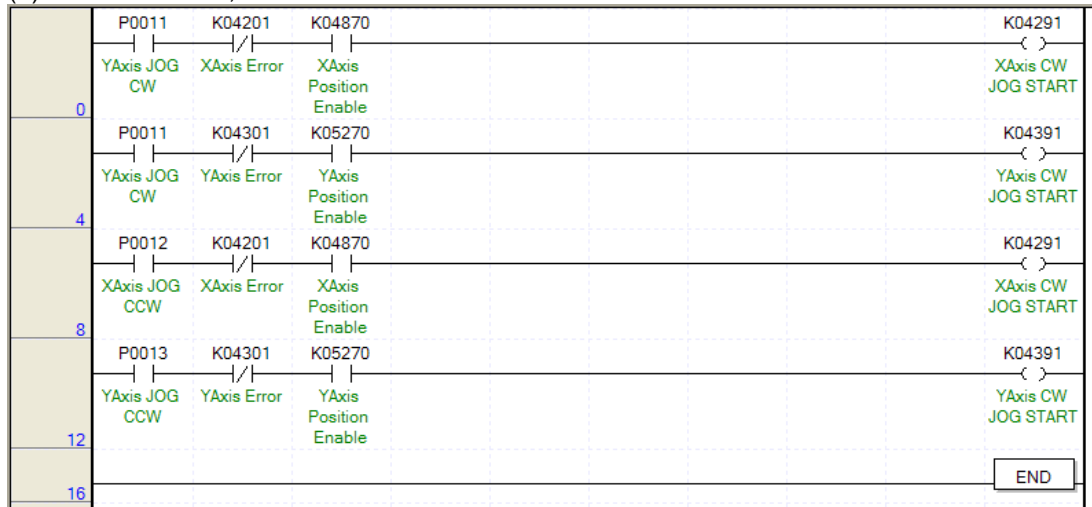 P0011 K04201 K04870 K04291
YAxis JOG XAxis Error XAxis XAxis CW
CW Position JOG START
Enable
0
P0011 K04301 K05270 K04391
YAxis JOG YAxis Error YAxis YAxis CW
CW Position JOG START
Enable
4
P0012 K04201 K04870 K04291
XAxis JOG XAxis Error XAxis XAxis CW
CCW Position JOG START
Enable
8
P0013 K04301 K05270 K04391
YAxis JOG YAxis Error YAxis YAxis CW
CCW Position JOG START
Enable
12
END
16